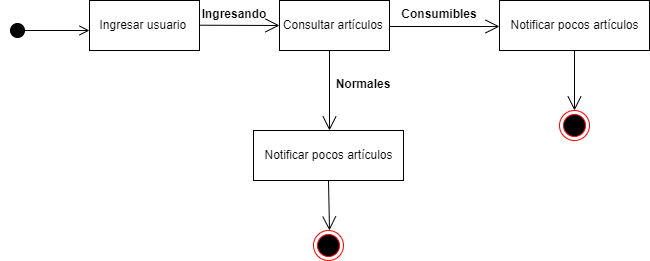 Ingresar usuario
Ingresando
Consultar artículos
Consumibles
Notificar pocos artículos
Normales
Notificar pocos artículos